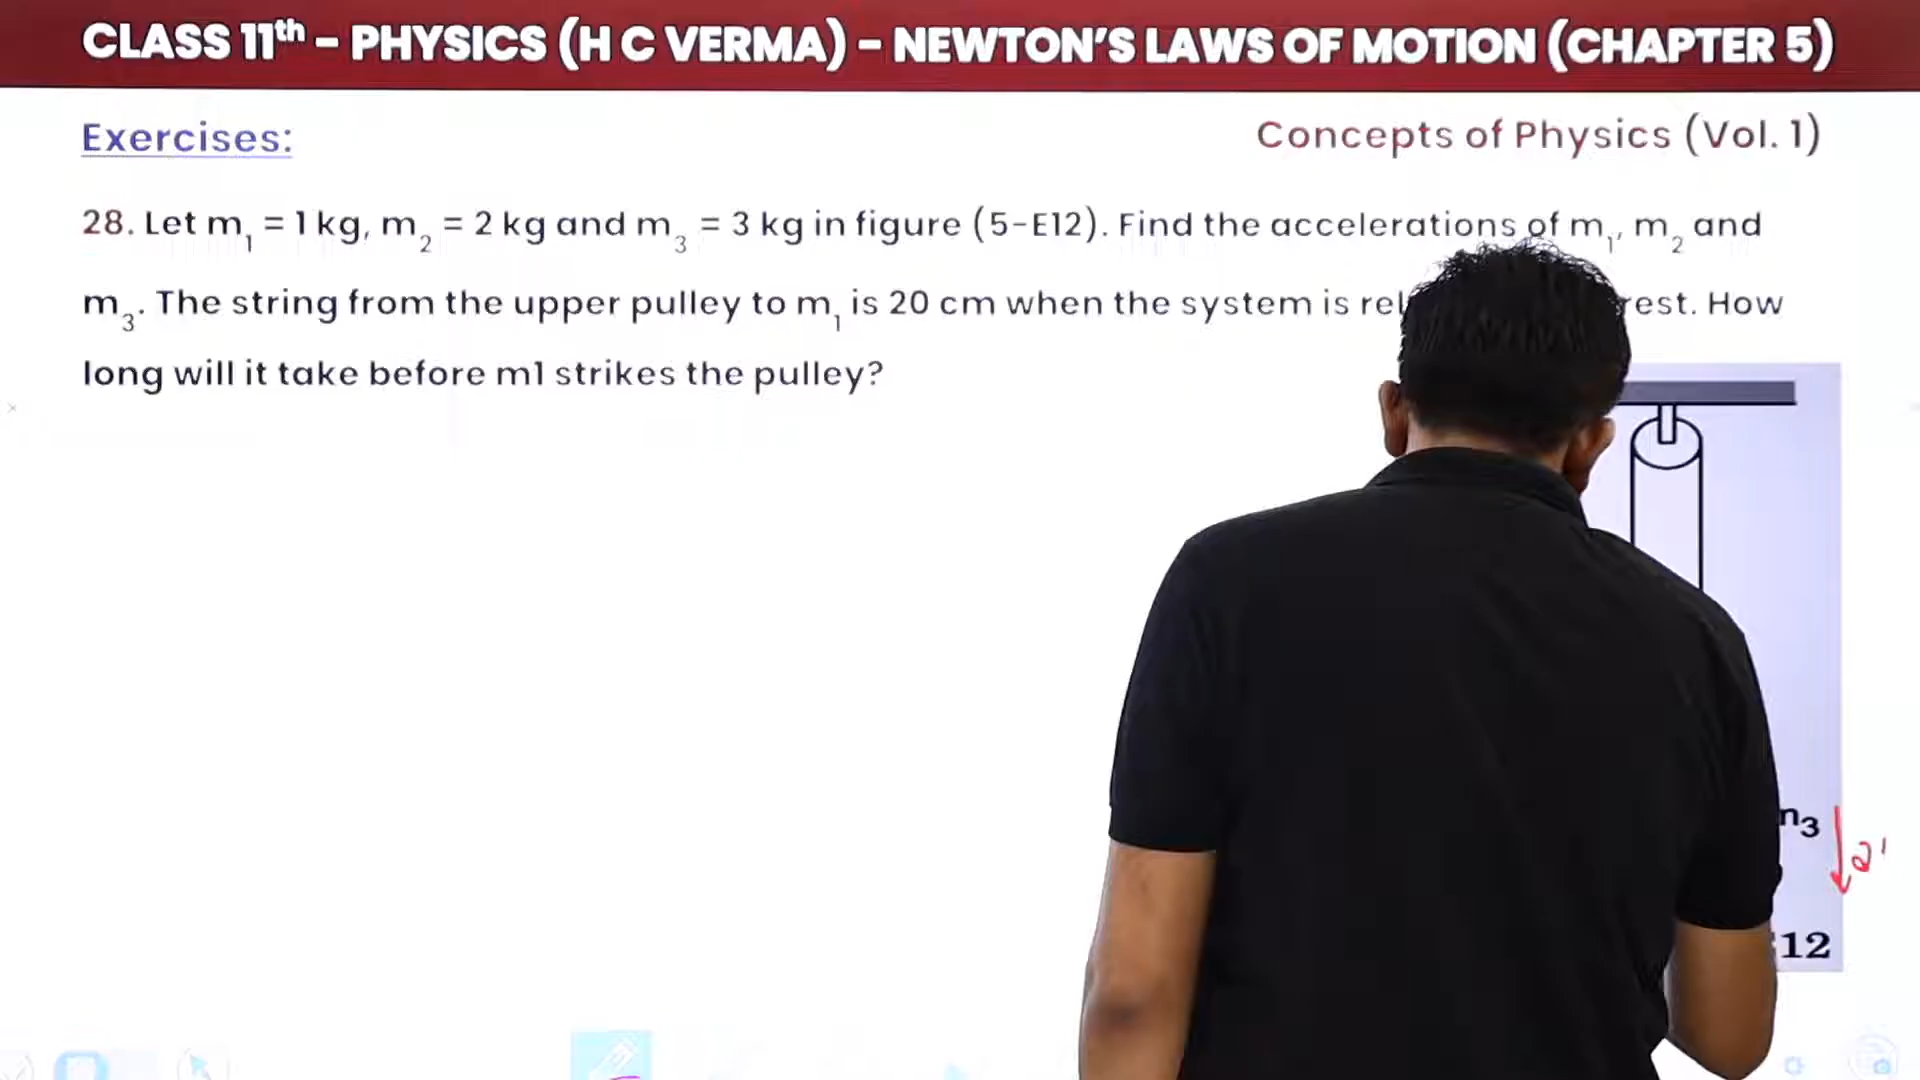 CLASS 11th - PHYSICS (H C VERMA) - NEWTON'S LAWS OF MOTION (CHAPTER 5)
Exercises:
Concepts of Physics (Vol. 1)
28. Let m1 = 1 kg, m2 = 2 kg and m3 = 3 kg in figure (5-E12). Find the accelerations of m1, m2 and
m3. The string from the upper pulley to m1 is 20 cm when the system is rest. How
long will it take before m1 strikes the pulley?
12